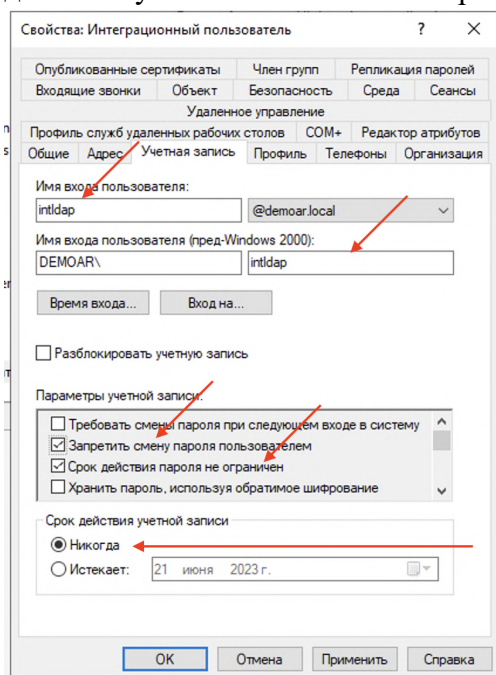 Свойства: Интеграционный пользователь ? ×
Опубликованные сертификаты Член групп Репликация паролей
Входящие звонки Объект Безопасность Среда Сеансы
Удаленное управление
Профиль служб удаленных рабочих столов COM+ Редактор атрибутов
Общие Адрес Учетная запись Профиль Телефоны Организация
Имя входа пользователя:
intldap @demoar.local
Имя входа пользователя (пред-Windows 2000):
DEMOAR\ intldap
Время входа... Вход на...
Разблокировать учетную запись
Параметры учетной записи:
Требовать смены пароля при следующем входе в систему
Запретить смену пароля пользователем
Срок действия пароля не ограничен
Хранить пароль, используя обратимое шифрование
Срок действия учетной записи
Никогда
Истекает: 21 июня 2023 г.
OK Отмена Применить Справка